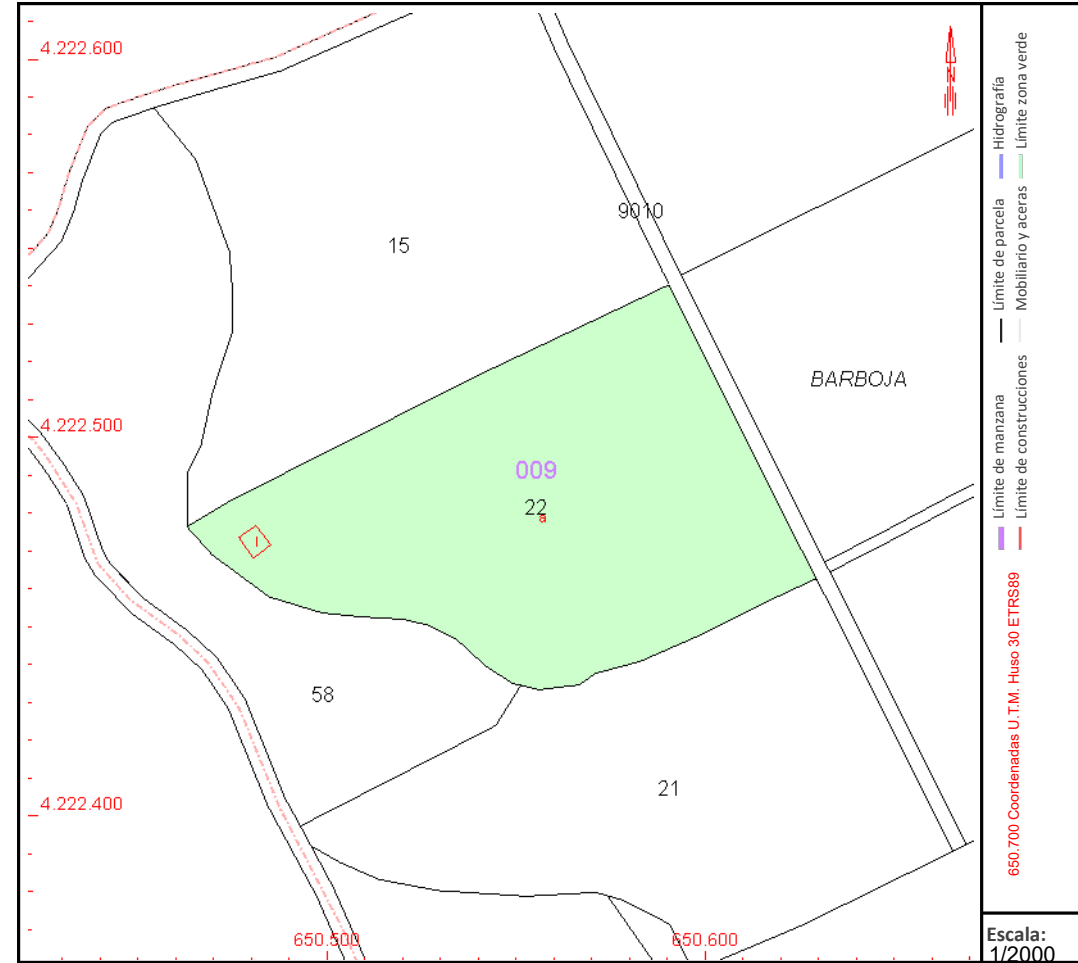 4.222.600
N
9010
15
BARBOJA
4.222.500
009
22
a
I
58
21
4.222.400
650.500
650.600
Hidrografía
Límite zona verde
Límite de parcela
Mobiliario y aceras
Límite de manzana
Límite de construcciones
650.700 Coordenadas U.T.M. Huso 30 ETRS89
Escala:
1/2000